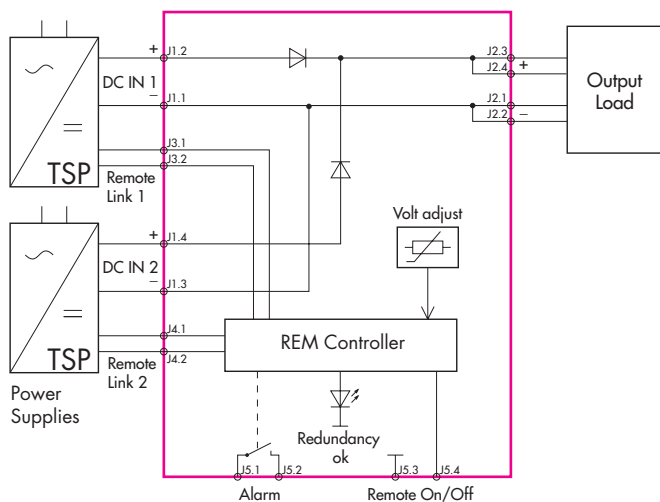 +
J1.2
DC IN 1
−
J1.1
J3.1
J3.2
TSP
Remote
Link 1
J2.3
J2.4
+
J2.1
J2.2
−
Output
Load
+
J1.4
DC IN 2
−
J1.3
J4.1
J4.2
TSP
Remote
Link 2
Power
Supplies
Volt adjust
REM Controller
Redundancy
ok
J5.1
J5.2
J5.3
J5.4
Alarm
Remote On/Off